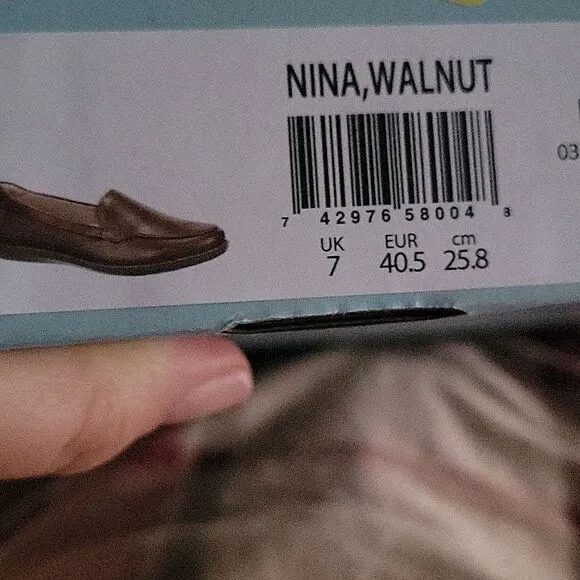 NINA,WALNUT
03
7 42976 58004 8
UK EUR cm
7 40.5 25.8